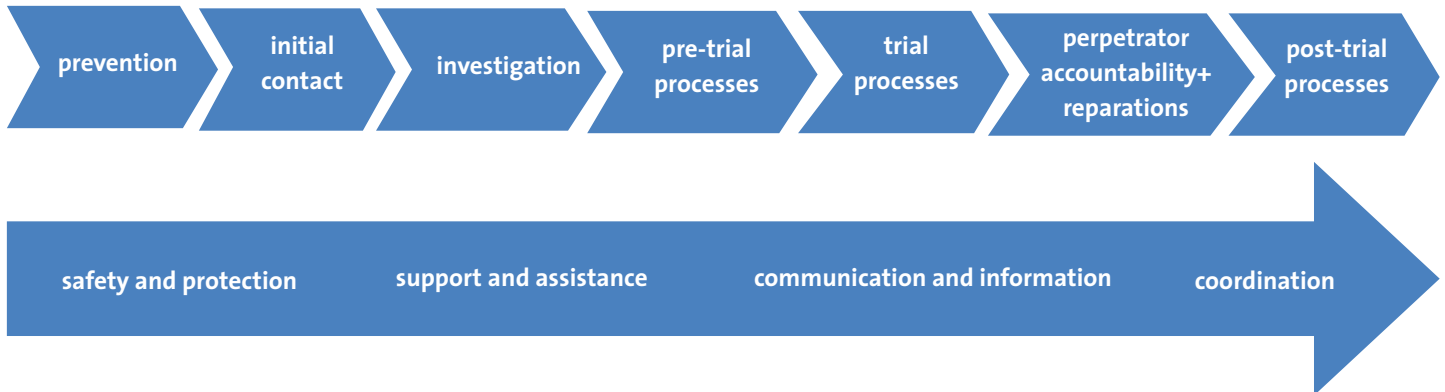 prevention
initial
contact
investigation
pre-trial
processes
trial
processes
perpetrator
accountability+
reparations
post-trial
processes
safety and protection
support and assistance
communication and information
coordination